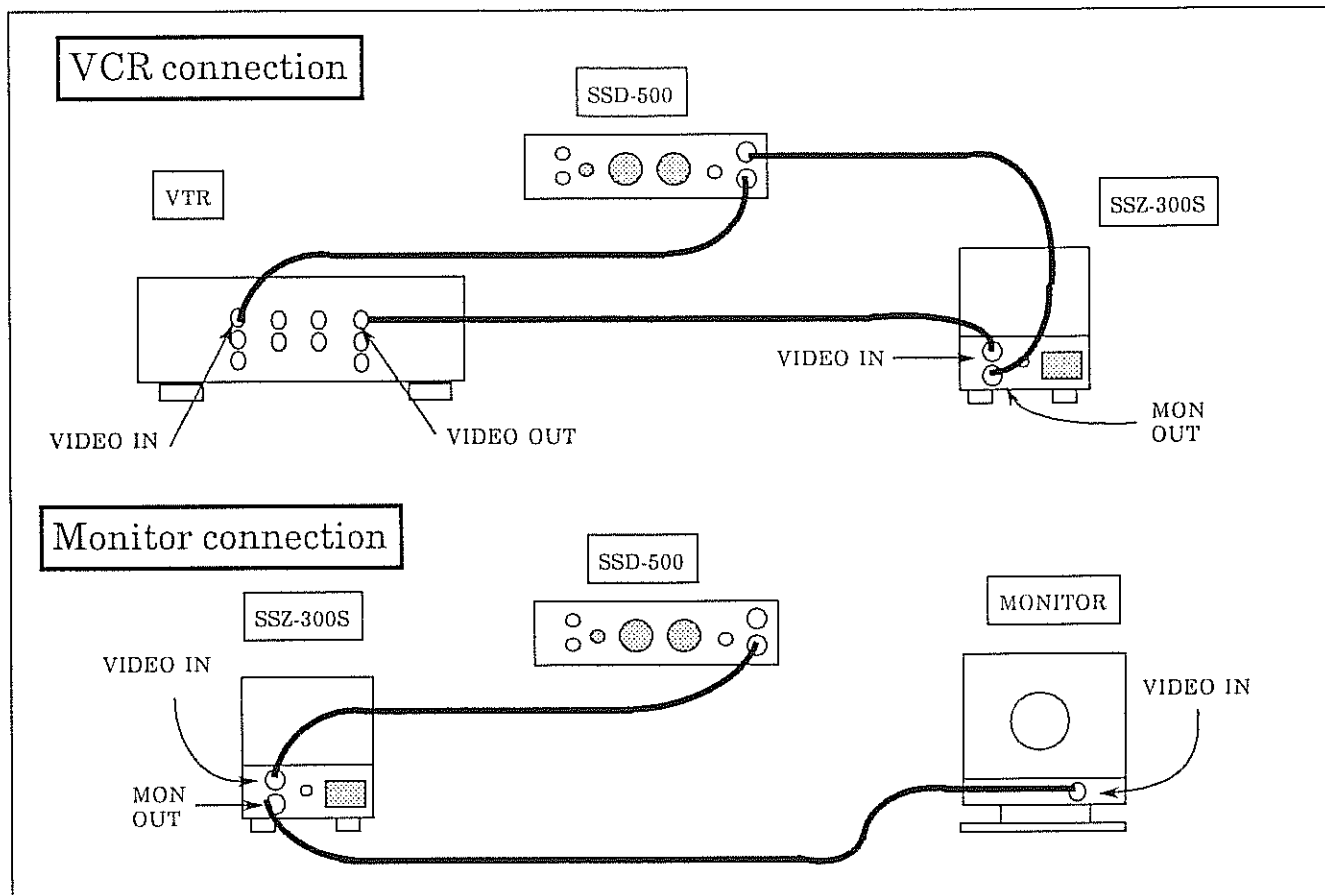 VCR connection
SSD-500
VTR
SSZ-300S
VIDEO IN
MON
OUT
VIDEO IN
VIDEO OUT
Monitor connection
SSD-500
SSZ-300S
MONITOR
VIDEO IN
VIDEO IN
MON
OUT